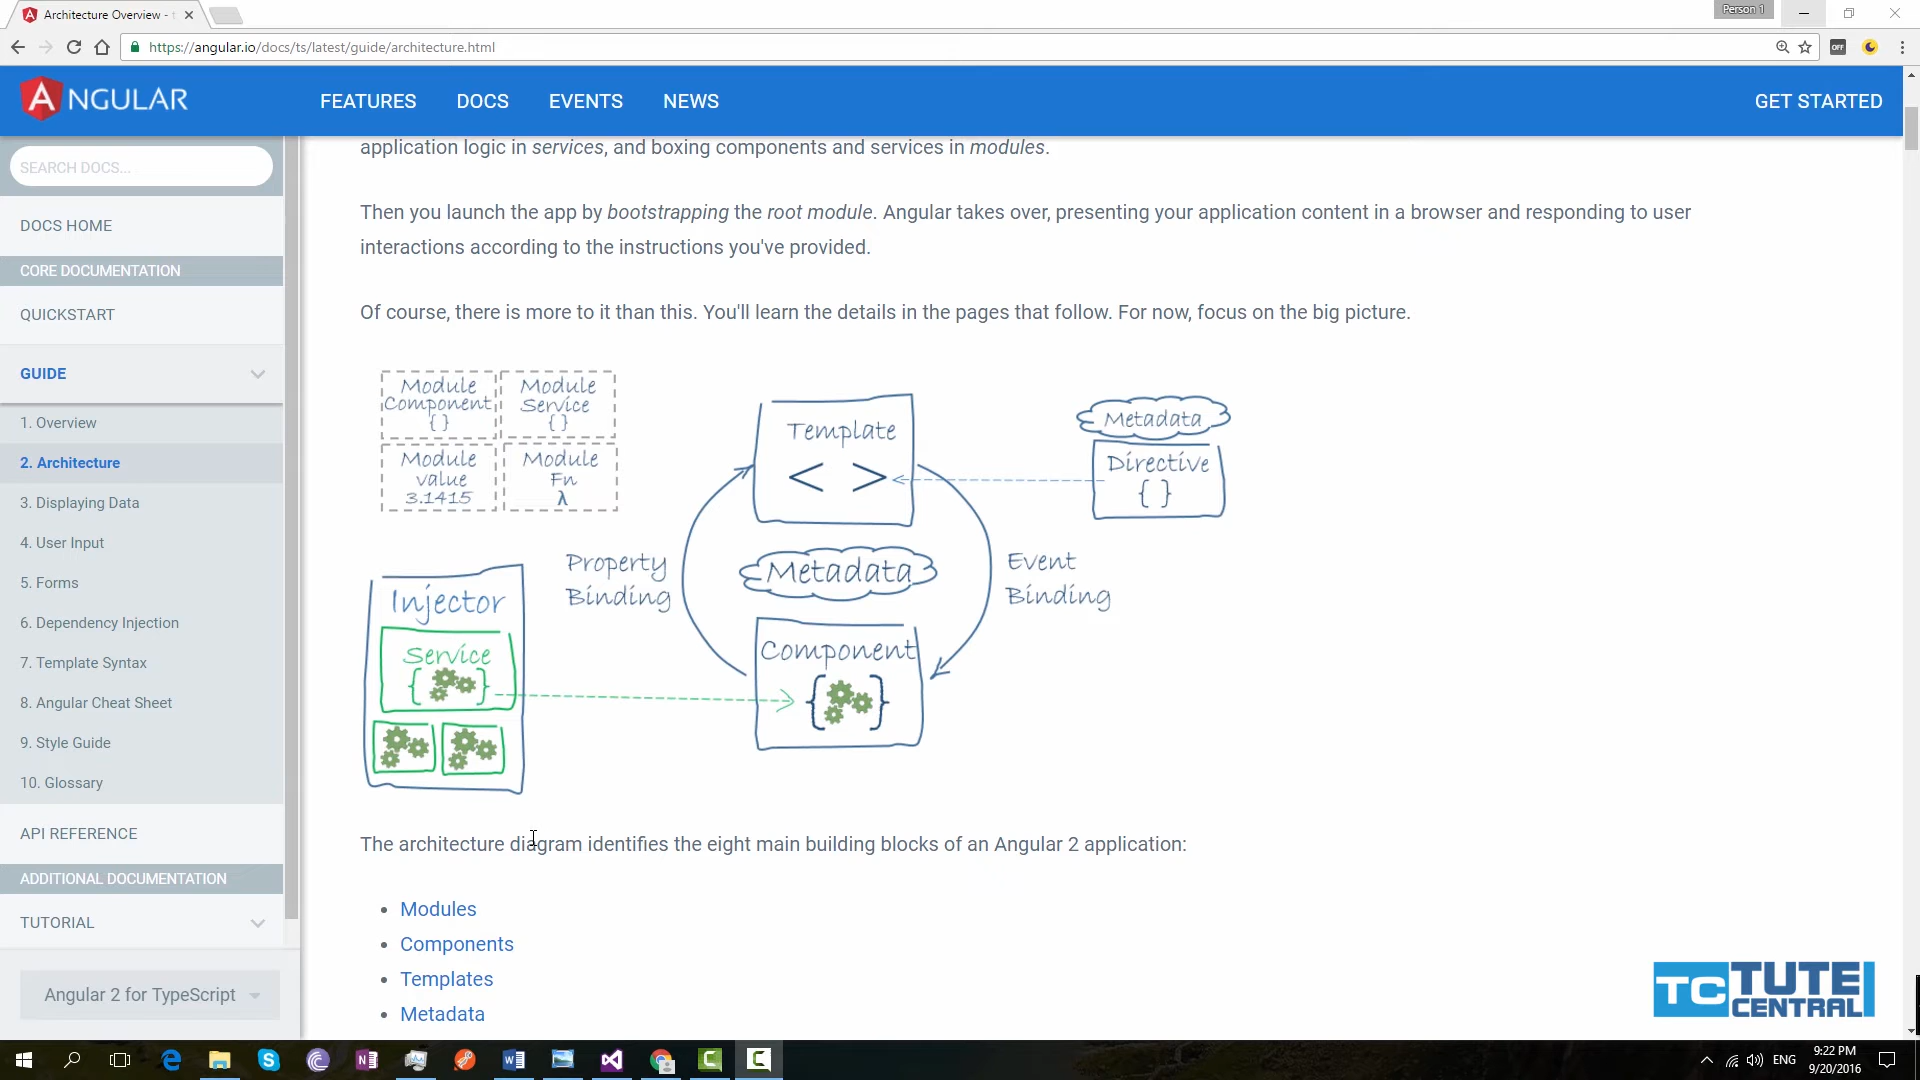 Architecture Overview - t
Person 1
https://angular.io/docs/ts/latest/guide/architecture.html
OFF
ANGULAR
FEATURES
DOCS
EVENTS
NEWS
GET STARTED
SEARCH DOCS...
DOCS HOME
CORE DOCUMENTATION
QUICKSTART
GUIDE
1. Overview
2. Architecture
3. Displaying Data
4. User Input
5. Forms
6. Dependency Injection
7. Template Syntax
8. Angular Cheat Sheet
9. Style Guide
10. Glossary
API REFERENCE
ADDITIONAL DOCUMENTATION
TUTORIAL
Angular 2 for TypeScript
application logic in services, and boxing components and services in modules.
Then you launch the app by bootstrapping the root module. Angular takes over, presenting your application content in a browser and responding to user
interactions according to the instructions you've provided.
Of course, there is more to it than this. You'll learn the details in the pages that follow. For now, focus on the big picture.
Module
Component
{ }
Module
Service
{ }
Module
value
3.1415
Module
Fn
λ
Template
< >
Metadata
Directive
{ }
Property
Binding
Metadata
Event
Binding
Injector
Service
{ }
Component
{ }
The architecture diagram identifies the eight main building blocks of an Angular 2 application:
• Modules
• Components
• Templates
• Metadata
TC TUTE
CENTRAL
ENG
9:22 PM
9/20/2016